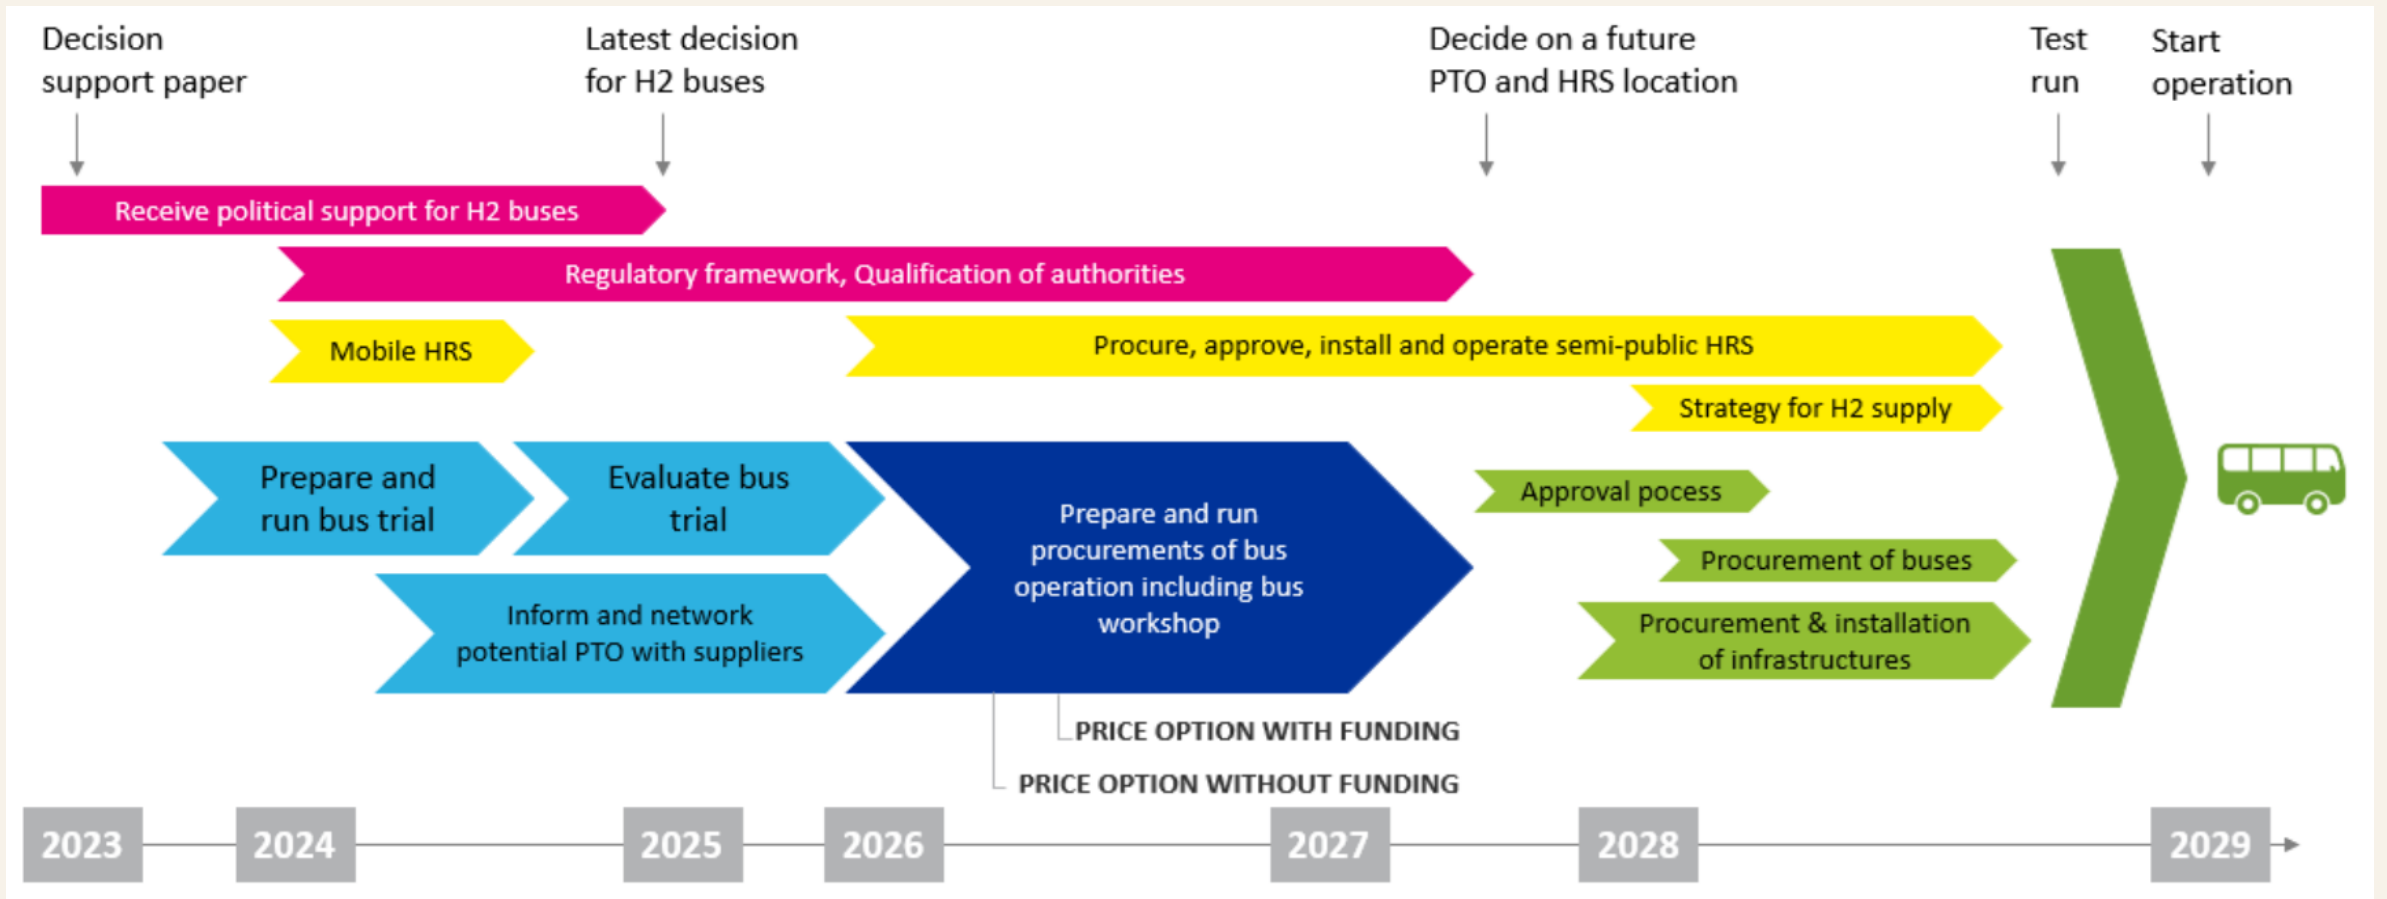 Decision
support paper
Latest decision
for H2 buses
Decide on a future
PTO and HRS location
Test
run
Start
operation
Receive political support for H2 buses
Regulatory framework, Qualification of authorities
Mobile HRS
Procure, approve, install and operate semi-public HRS
Strategy for H2 supply
Prepare and
run bus trial
Evaluate bus
trial
Inform and network
potential PTO with suppliers
Prepare and run
procurements of bus
operation including bus
workshop
Approval pocess
Procurement of buses
Procurement & installation
of infrastructures
PRICE OPTION WITH FUNDING
PRICE OPTION WITHOUT FUNDING
2023
2024
2025
2026
2027
2028
2029